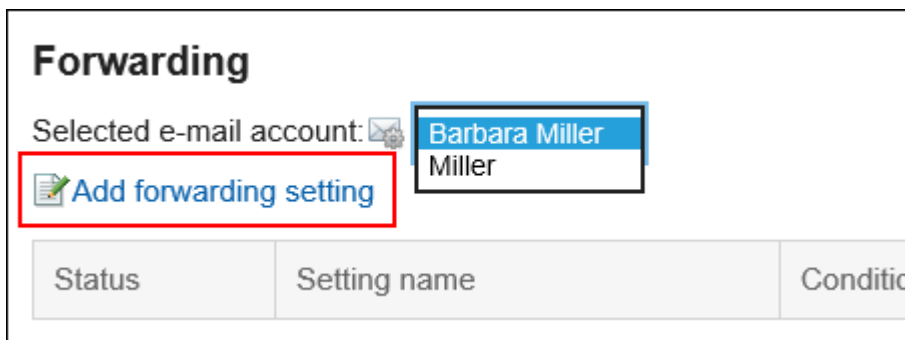 Forwarding
Selected e-mail account: Barbara Miller
Miller
Add forwarding setting
Status Setting name